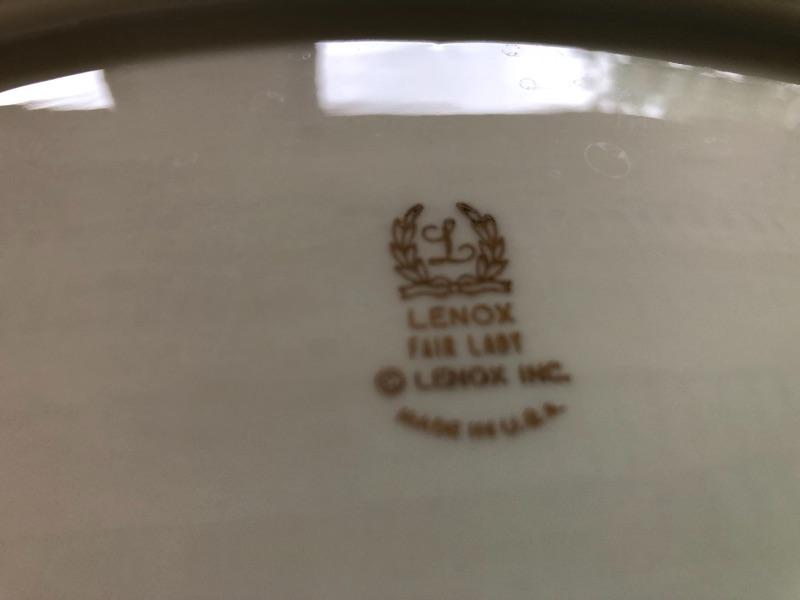 L
LENOX
FAIR LADY
© LENOX INC.
MADE IN U.S.A.